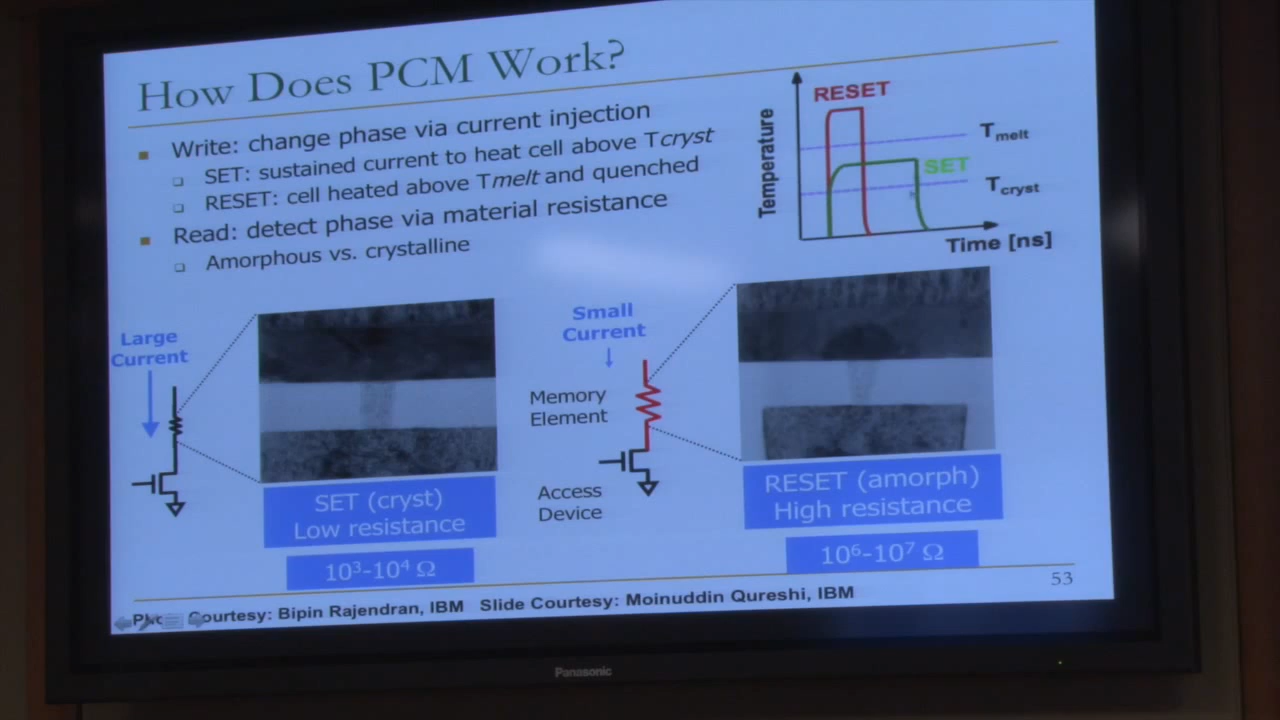 How Does PCM Work?
Write: change phase via current injection
SET: sustained current to heat cell above Tcryst
RESET: cell heated above Tmelt and quenched
Read: detect phase via material resistance
Amorphous vs. crystalline
Temperature
RESET
Tmelt
SET
Tcryst
Time [ns]
Large
Current
SET (cryst)
Low resistance
10³-10⁴ Ω
Small
Current
Memory
Element
Access
Device
RESET (amorph)
High resistance
10⁶-10⁷ Ω
53
Courtesy: Bipin Rajendran, IBM Slide Courtesy: Moinuddin Qureshi, IBM
Panasonic